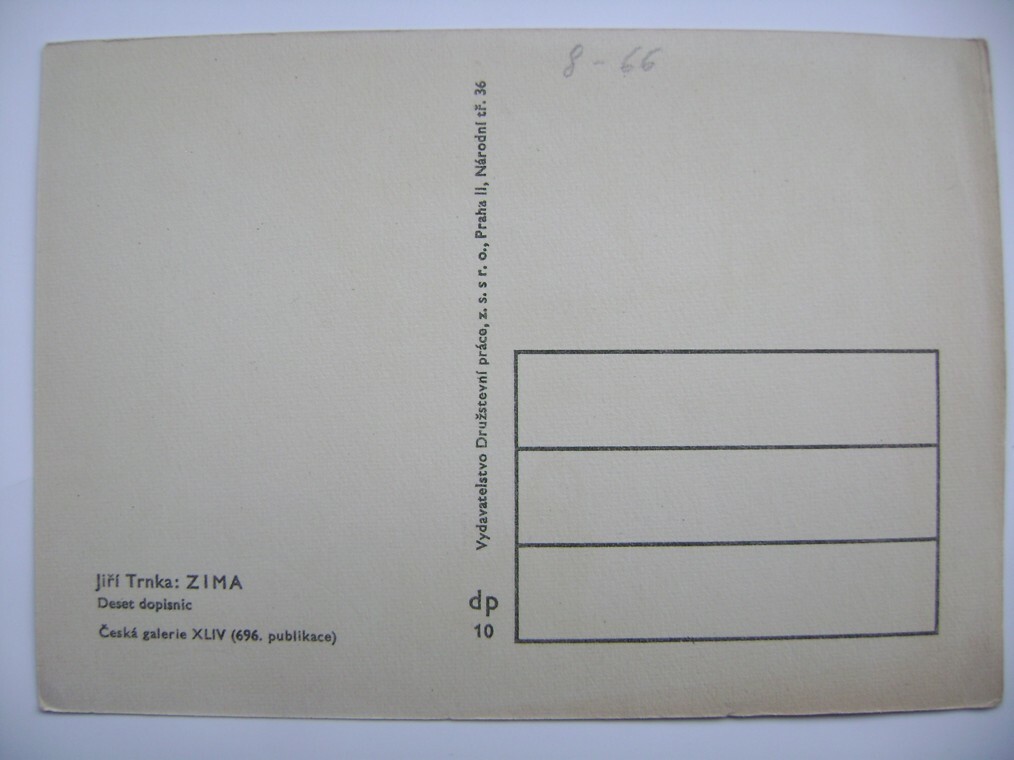 8 - 66
Vydavatelstvo Družstevní práce, z. s. s r. o., Praha II, Národní tř. 36
Jiří Trnka: ZIMA
Deset dopisnic
Česká galerie XLIV (696. publikace)
dp
10